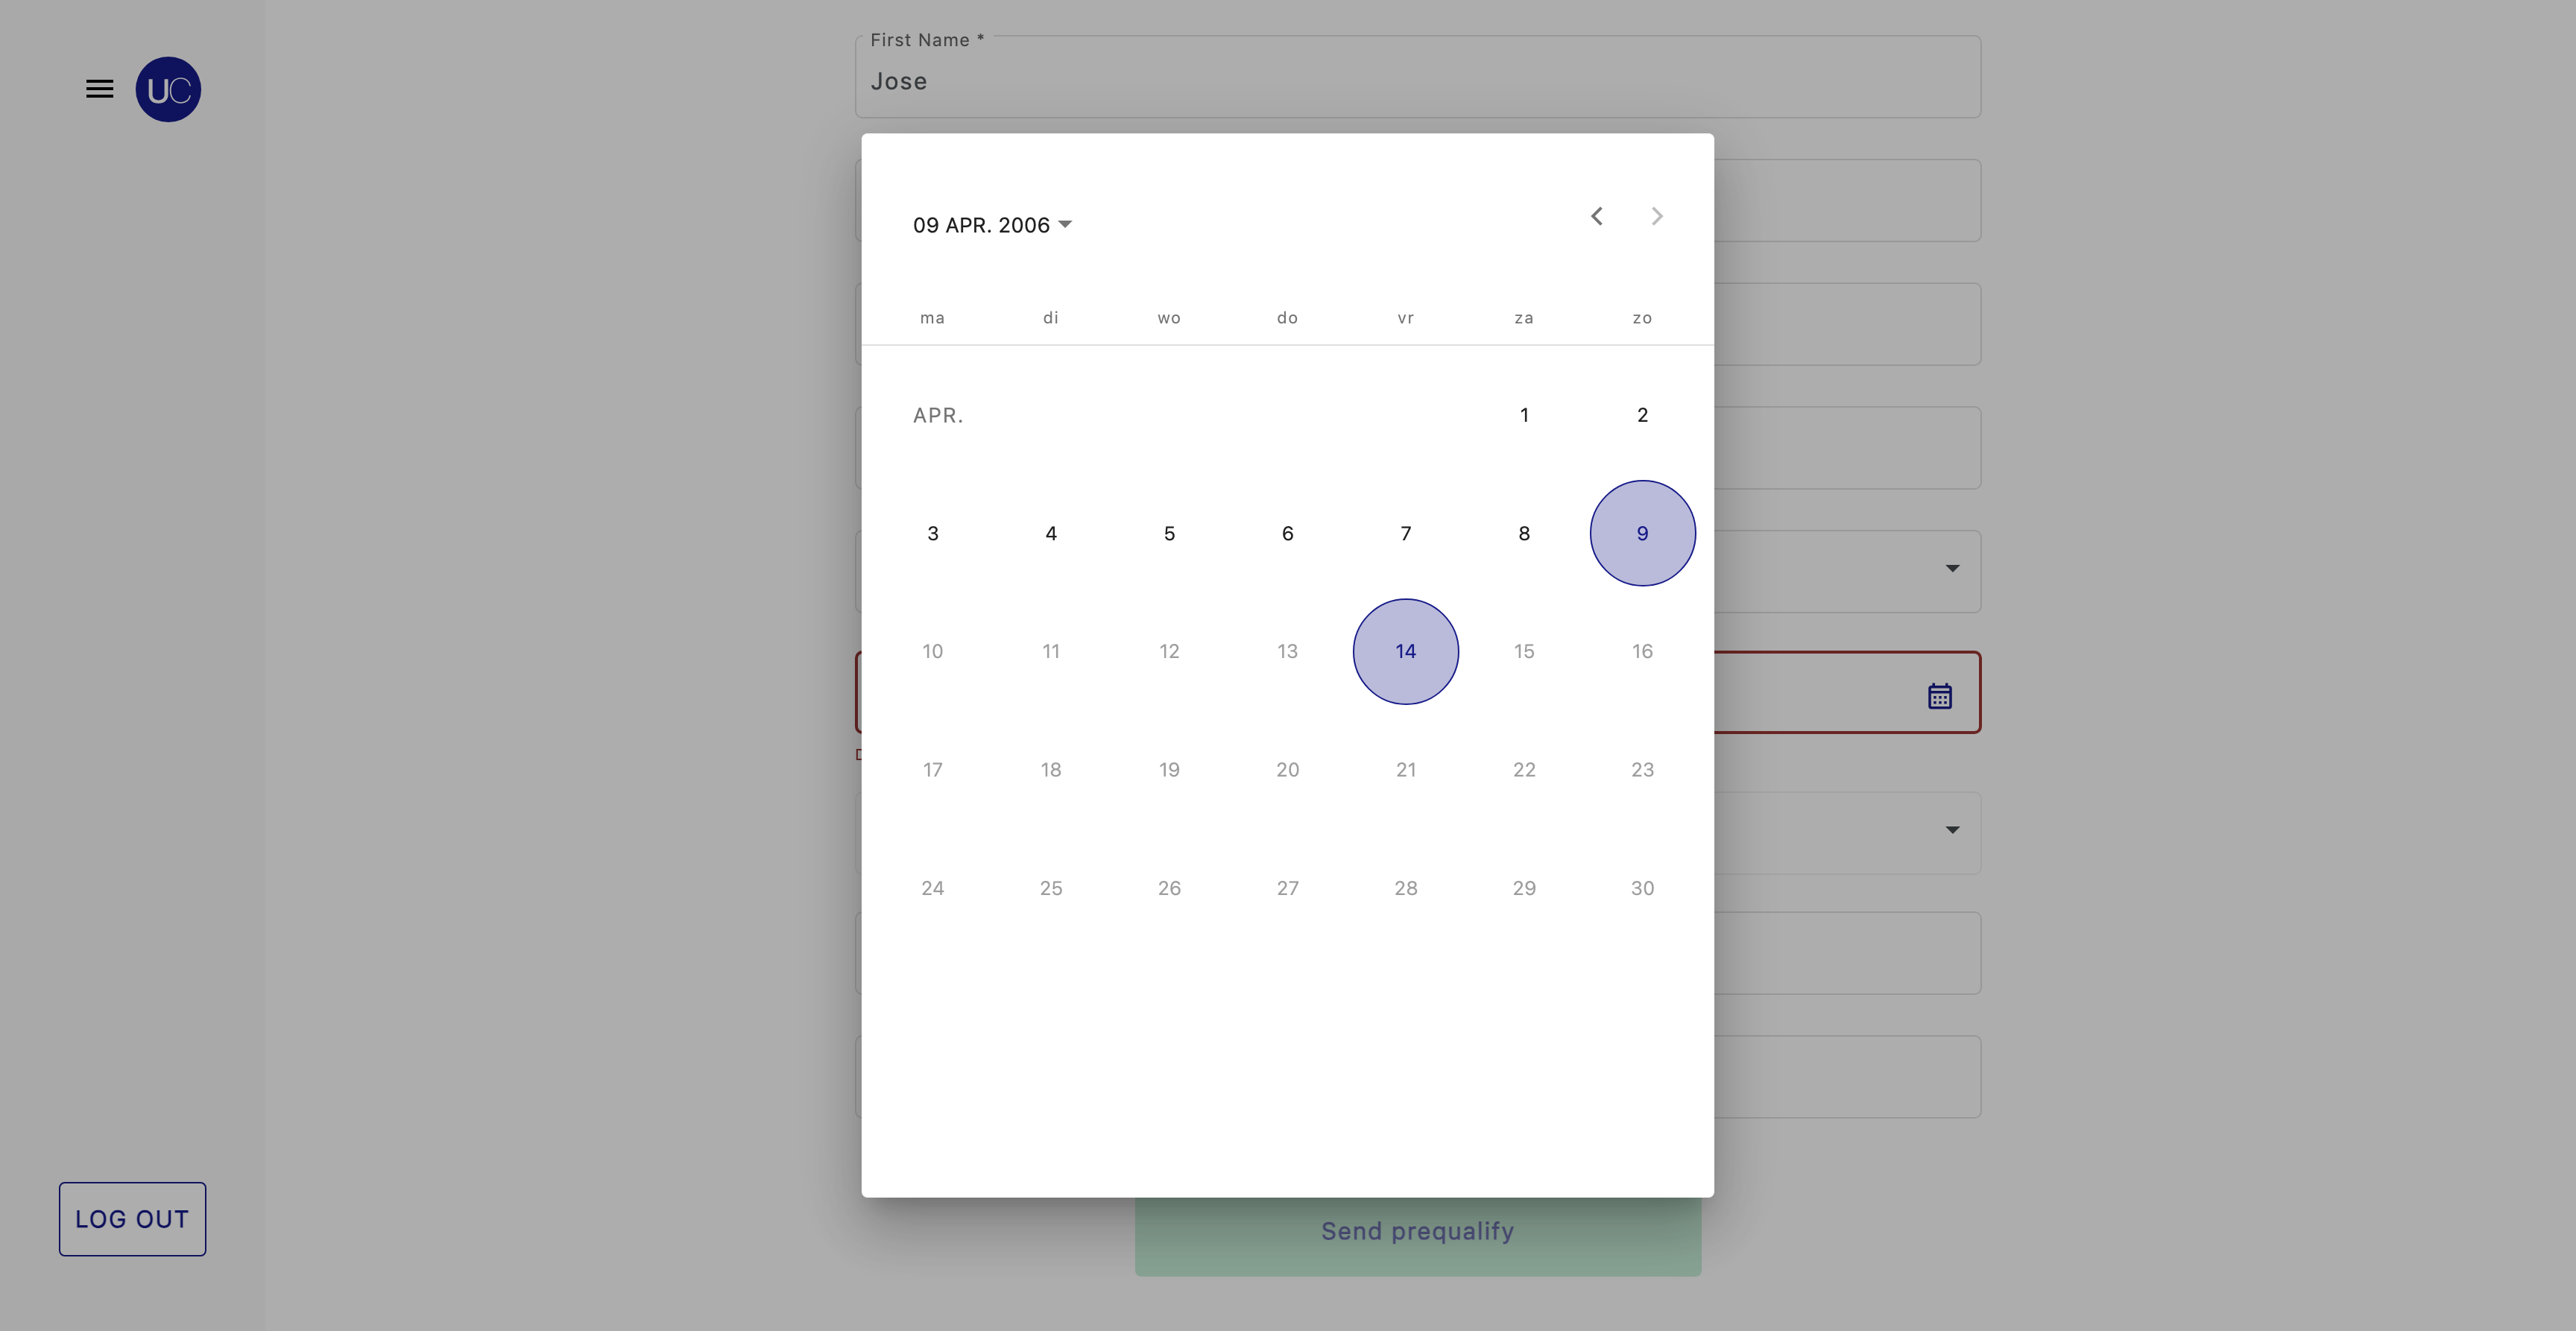 First Name *
UC
Jose
09 APR. 2006
ma di wo do vr za zo
APR. 1 2
3 4 5 6 7 8 9
10 11 12 13 14 15 16
17 18 19 20 21 22 23
24 25 26 27 28 29 30
LOG OUT
Send prequalify